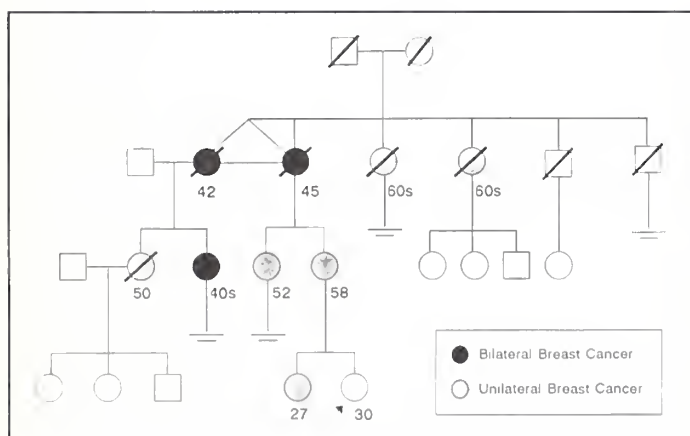 42 45 60s 60s
50 40s 52 58
Bilateral Breast Cancer
Unilateral Breast Cancer
27 30